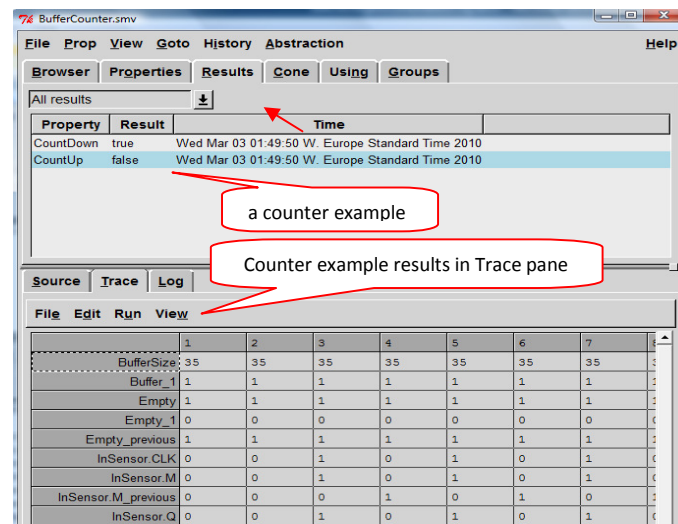 BufferCounter.smv
File Prop View Goto History Abstraction Help
Browser Properties Results Cone Using Groups
All results
Property Result Time
CountDown true Wed Mar 03 01:49:50 W. Europe Standard Time 2010
CountUp false Wed Mar 03 01:49:50 W. Europe Standard Time 2010
a counter example
Counter example results in Trace pane
Source Trace Log
File Edit Run View
1 2 3 4 5 6 7
BufferSize 35 35 35 35 35 35 35
Buffer_1 1 1 1 1 1 1 1
Empty 1 1 1 1 1 1 1
Empty_1 0 0 0 0 0 0 0
Empty_previous 1 1 1 1 1 1 1
InSensor.CLK 0 0 1 0 1 0 1
InSensor.M 0 0 1 0 1 0 1
InSensor.M_previous 0 0 0 1 0 1 0
InSensor.Q 0 0 1 0 1 0 1